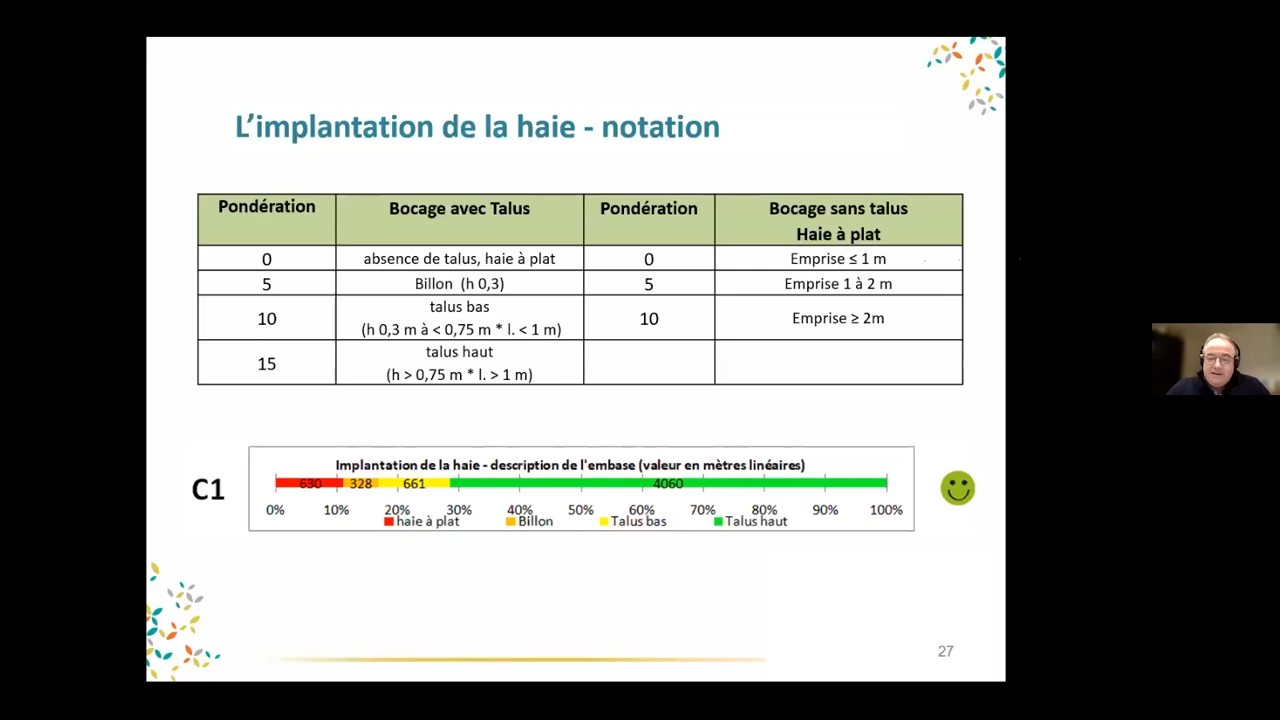 L'implantation de la haie - notation
Pondération
Bocage avec Talus
Pondération
Bocage sans talus
Haie à plat
0
absence de talus, haie à plat
0
Emprise ≤ 1 m
5
Billon (h 0,3)
5
Emprise 1 à 2 m
10
talus bas
(h 0,3 m à < 0,75 m * l. < 1 m)
10
Emprise ≥ 2m
15
talus haut
(h > 0,75 m * l. > 1 m)
C1
Implantation de la haie - description de l'embase (valeur en mètres linéaires)
630 328 661 4060
0% 10% 20% 30% 40% 50% 60% 70% 80% 90% 100%
haie à plat Billon Talus bas Talus haut
27